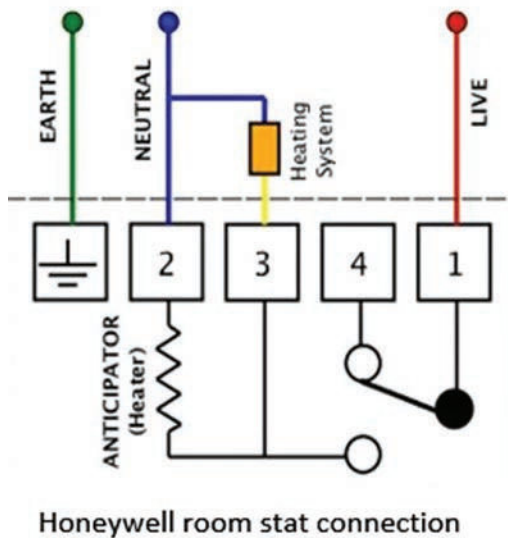 EARTH
NEUTRAL
Heating
System
LIVE
2
3
4
1
ANTICIPATOR
(Heater)
Honeywell room stat connection